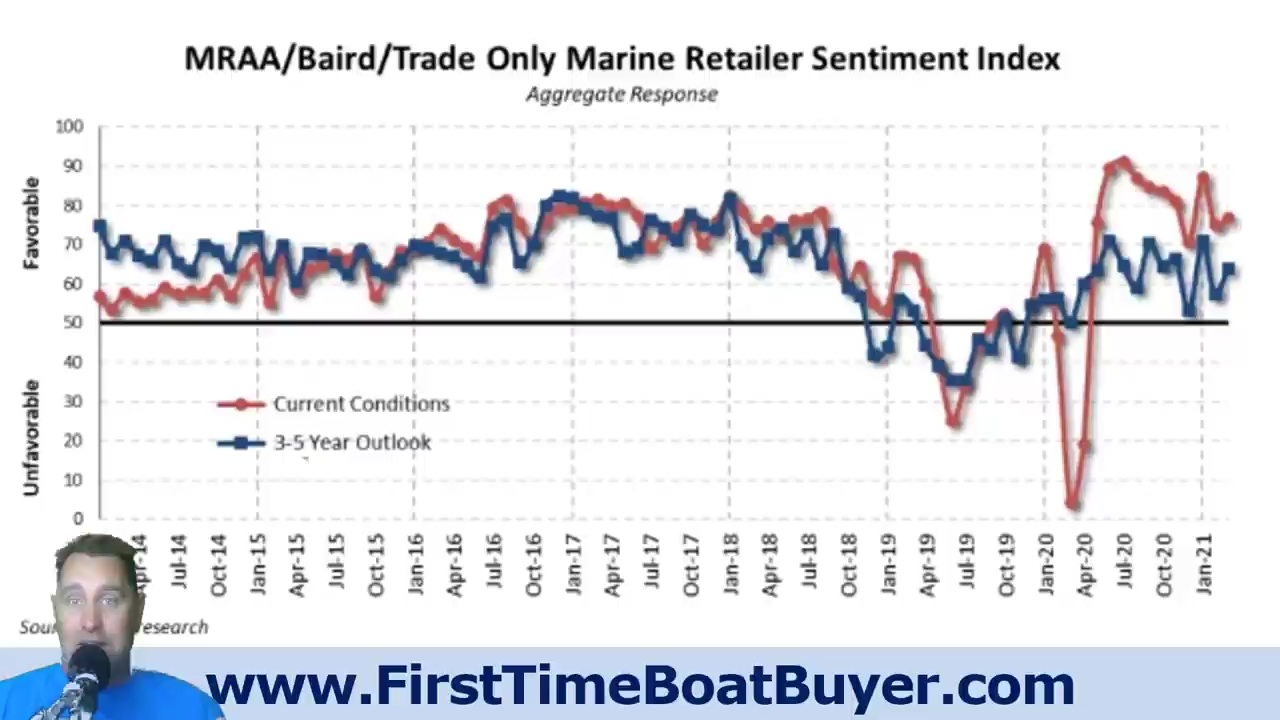 MRAA/Baird/Trade Only Marine Retailer Sentiment Index
Aggregate Response
Favorable
Unfavorable
100
90
80
70
60
50
40
30
20
10
0
Current Conditions
3-5 Year Outlook
Jul-14
Oct-14
Jan-15
Apr-15
Jul-15
Oct-15
Jan-16
Apr-16
Jul-16
Oct-16
Jan-17
Apr-17
Jul-17
Oct-17
Jan-18
Apr-18
Jul-18
Oct-18
Jan-19
Apr-19
Jul-19
Oct-19
Jan-20
Apr-20
Jul-20
Oct-20
Jan-21
www.FirstTimeBoatBuyer.com